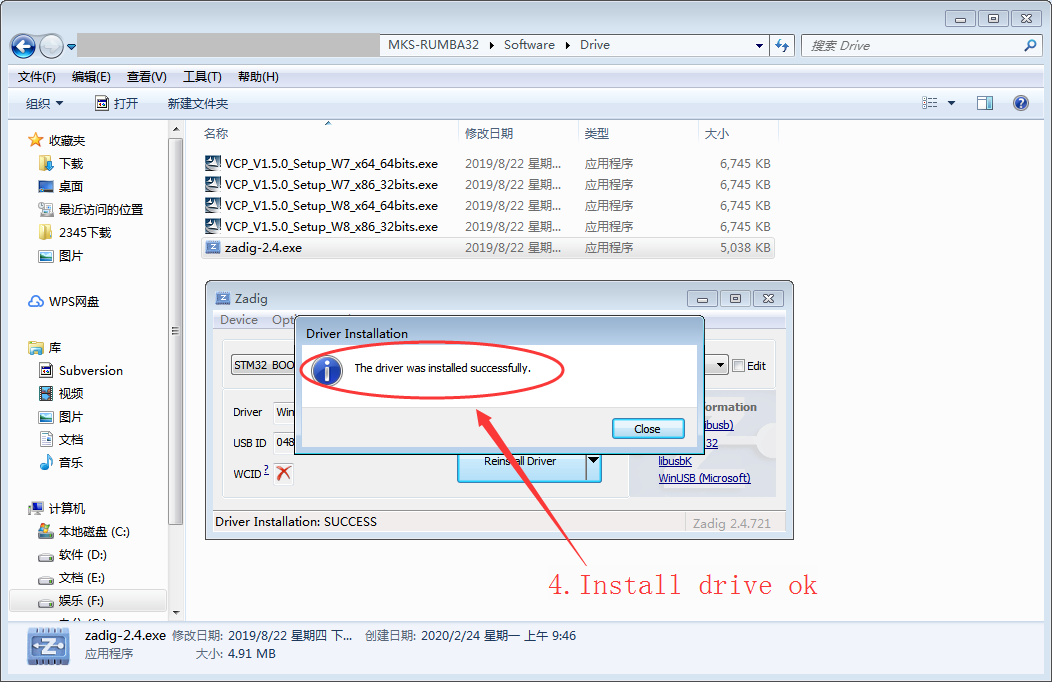 MKS-RUMBA32 Software Drive
搜索 Drive
文件(F) 编辑(E) 查看(V) 工具(T) 帮助(H)
组织 打开 新建文件夹
收藏夹
下载
桌面
最近访问的位置
2345下载
图片
WPS网盘
库
Subversion
视频
图片
文档
音乐
计算机
本地磁盘 (C:)
软件 (D:)
文档 (E:)
娱乐 (F:)
名称 修改日期 类型 大小
VCP_V1.5.0_Setup_W7_x64_64bits.exe 2019/8/22 星期... 应用程序 6,745 KB
VCP_V1.5.0_Setup_W7_x86_32bits.exe 2019/8/22 星期... 应用程序 6,745 KB
VCP_V1.5.0_Setup_W8_x64_64bits.exe 2019/8/22 星期... 应用程序 6,745 KB
VCP_V1.5.0_Setup_W8_x86_32bits.exe 2019/8/22 星期... 应用程序 6,745 KB
zadig-2.4.exe 2019/8/22 星期... 应用程序 5,038 KB
Zadig
Device Opt
Driver Installation
The driver was installed successfully.
Close
STM32 BOO
Edit
Driver Win
ormation
ibusb)
USB ID 048
32
WCID ?
Reinstall Driver
libusbK
WinUSB (Microsoft)
Driver Installation: SUCCESS
Zadig 2.4.721
4.Install drive ok
zadig-2.4.exe 修改日期: 2019/8/22 星期四 下... 创建日期: 2020/2/24 星期一 上午 9:46
应用程序 大小: 4.91 MB